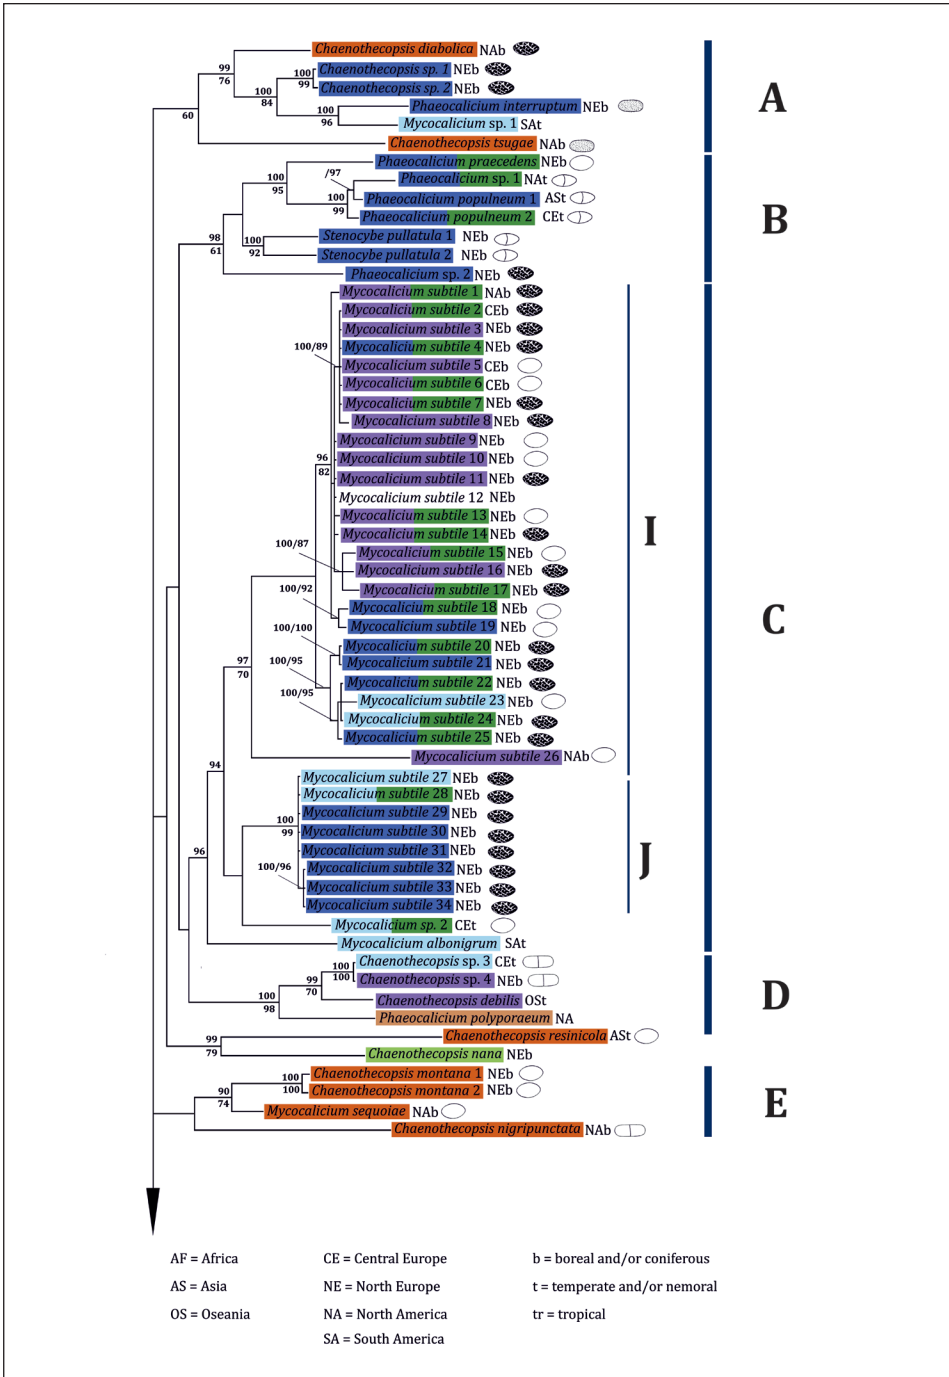 Chaenothecopsis diabolica NAb
99
76
Chaenothecopsis sp. 1 NEb
100
99
Chaenothecopsis sp. 2 NEb
100
84
A
Phaeocalicium interruptum NEb
60
100
96
Mycocalicium sp. 1 SAt
Chaenothecopsis tsugae NAb
Phaeocalicium praecedens NEb
100
95
/97
Phaeocalicium sp. 1 NAt
Phaeocalicium populneum 1 ASt
100
99
Phaeocalicium populneum 2 CEt
B
98
61
Stenocybe pullatula 1 NEb
100
92
Stenocybe pullatula 2 NEb
Phaeocalicium sp. 2 NEb
Mycocalicium subtile 1 NAb
Mycocalicium subtile 2 CEb
Mycocalicium subtile 3 NEb
100/89
Mycocalicium subtile 4 NEb
Mycocalicium subtile 5 CEb
Mycocalicium subtile 6 CEb
Mycocalicium subtile 7 NEb
Mycocalicium subtile 8 NEb
Mycocalicium subtile 9 NEb
96
82
Mycocalicium subtile 10 NEb
Mycocalicium subtile 11 NEb
Mycocalicium subtile 12 NEb
Mycocalicium subtile 13 NEb
I
Mycocalicium subtile 14 NEb
100/87
Mycocalicium subtile 15 NEb
Mycocalicium subtile 16 NEb
100/92
Mycocalicium subtile 17 NEb
Mycocalicium subtile 18 NEb
C
100/100
Mycocalicium subtile 19 NEb
Mycocalicium subtile 20 NEb
100/95
Mycocalicium subtile 21 NEb
97
70
Mycocalicium subtile 22 NEb
100/95
Mycocalicium subtile 23 NEb
Mycocalicium subtile 24 NEb
Mycocalicium subtile 25 NEb
Mycocalicium subtile 26 NAb
94
Mycocalicium subtile 27 NEb
Mycocalicium subtile 28 NEb
Mycocalicium subtile 29 NEb
100
99
Mycocalicium subtile 30 NEb
96
Mycocalicium subtile 31 NEb
J
100/96
Mycocalicium subtile 32 NEb
Mycocalicium subtile 33 NEb
Mycocalicium subtile 34 NEb
Mycocalicium sp. 2 CEt
Mycocalicium albonigrum SAt
Chaenothecopsis sp. 3 CEt
100
100
99
70
Chaenothecopsis sp. 4 NEb
D
100
98
Chaenothecopsis debilis OSt
Phaeocalicium polyporaeum NA
Chaenothecopsis resinicola ASt
99
79
Chaenothecopsis nana NEb
Chaenothecopsis montana 1 NEb
100
100
90
74
Chaenothecopsis montana 2 NEb
E
Mycocalicium sequoiae NAb
Chaenothecopsis nigripunctata NAb
AF = Africa CE = Central Europe b = boreal and/or coniferous
AS = Asia NE = North Europe t = temperate and/or nemoral
OS = Oseania NA = North America tr = tropical
SA = South America